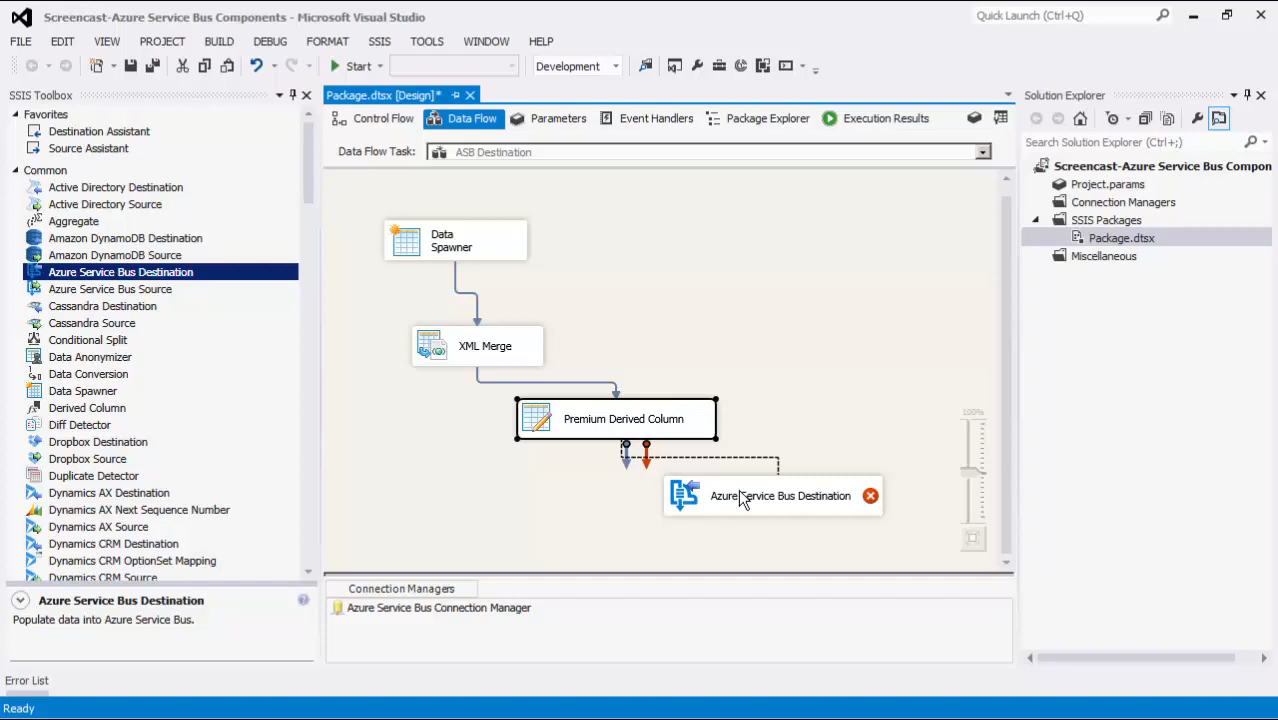 Screencast-Azure Service Bus Components - Microsoft Visual Studio
Quick Launch (Ctrl+Q)
FILE EDIT VIEW PROJECT BUILD DEBUG FORMAT SSIS TOOLS WINDOW HELP
Start Development
SSIS Toolbox
Favorites
Destination Assistant
Source Assistant
Common
Active Directory Destination
Active Directory Source
Aggregate
Amazon DynamoDB Destination
Amazon DynamoDB Source
Azure Service Bus Destination
Azure Service Bus Source
Cassandra Destination
Cassandra Source
Conditional Split
Data Anonymizer
Data Conversion
Data Spawner
Derived Column
Diff Detector
Dropbox Destination
Dropbox Source
Duplicate Detector
Dynamics AX Destination
Dynamics AX Next Sequence Number
Dynamics AX Source
Dynamics CRM Destination
Dynamics CRM OptionSet Mapping
Dynamics CRM Source
Azure Service Bus Destination
Populate data into Azure Service Bus.
Package.dtsx [Design]*
Control Flow Data Flow Parameters Event Handlers Package Explorer Execution Results
Data Flow Task: ASB Destination
Data
Spawner
XML Merge
Premium Derived Column
Azure Service Bus Destination
100%
Connection Managers
Azure Service Bus Connection Manager
Solution Explorer
Search Solution Explorer (Ctrl+;)
Screencast-Azure Service Bus Compon
Project.params
Connection Managers
SSIS Packages
Package.dtsx
Miscellaneous
Error List
Ready